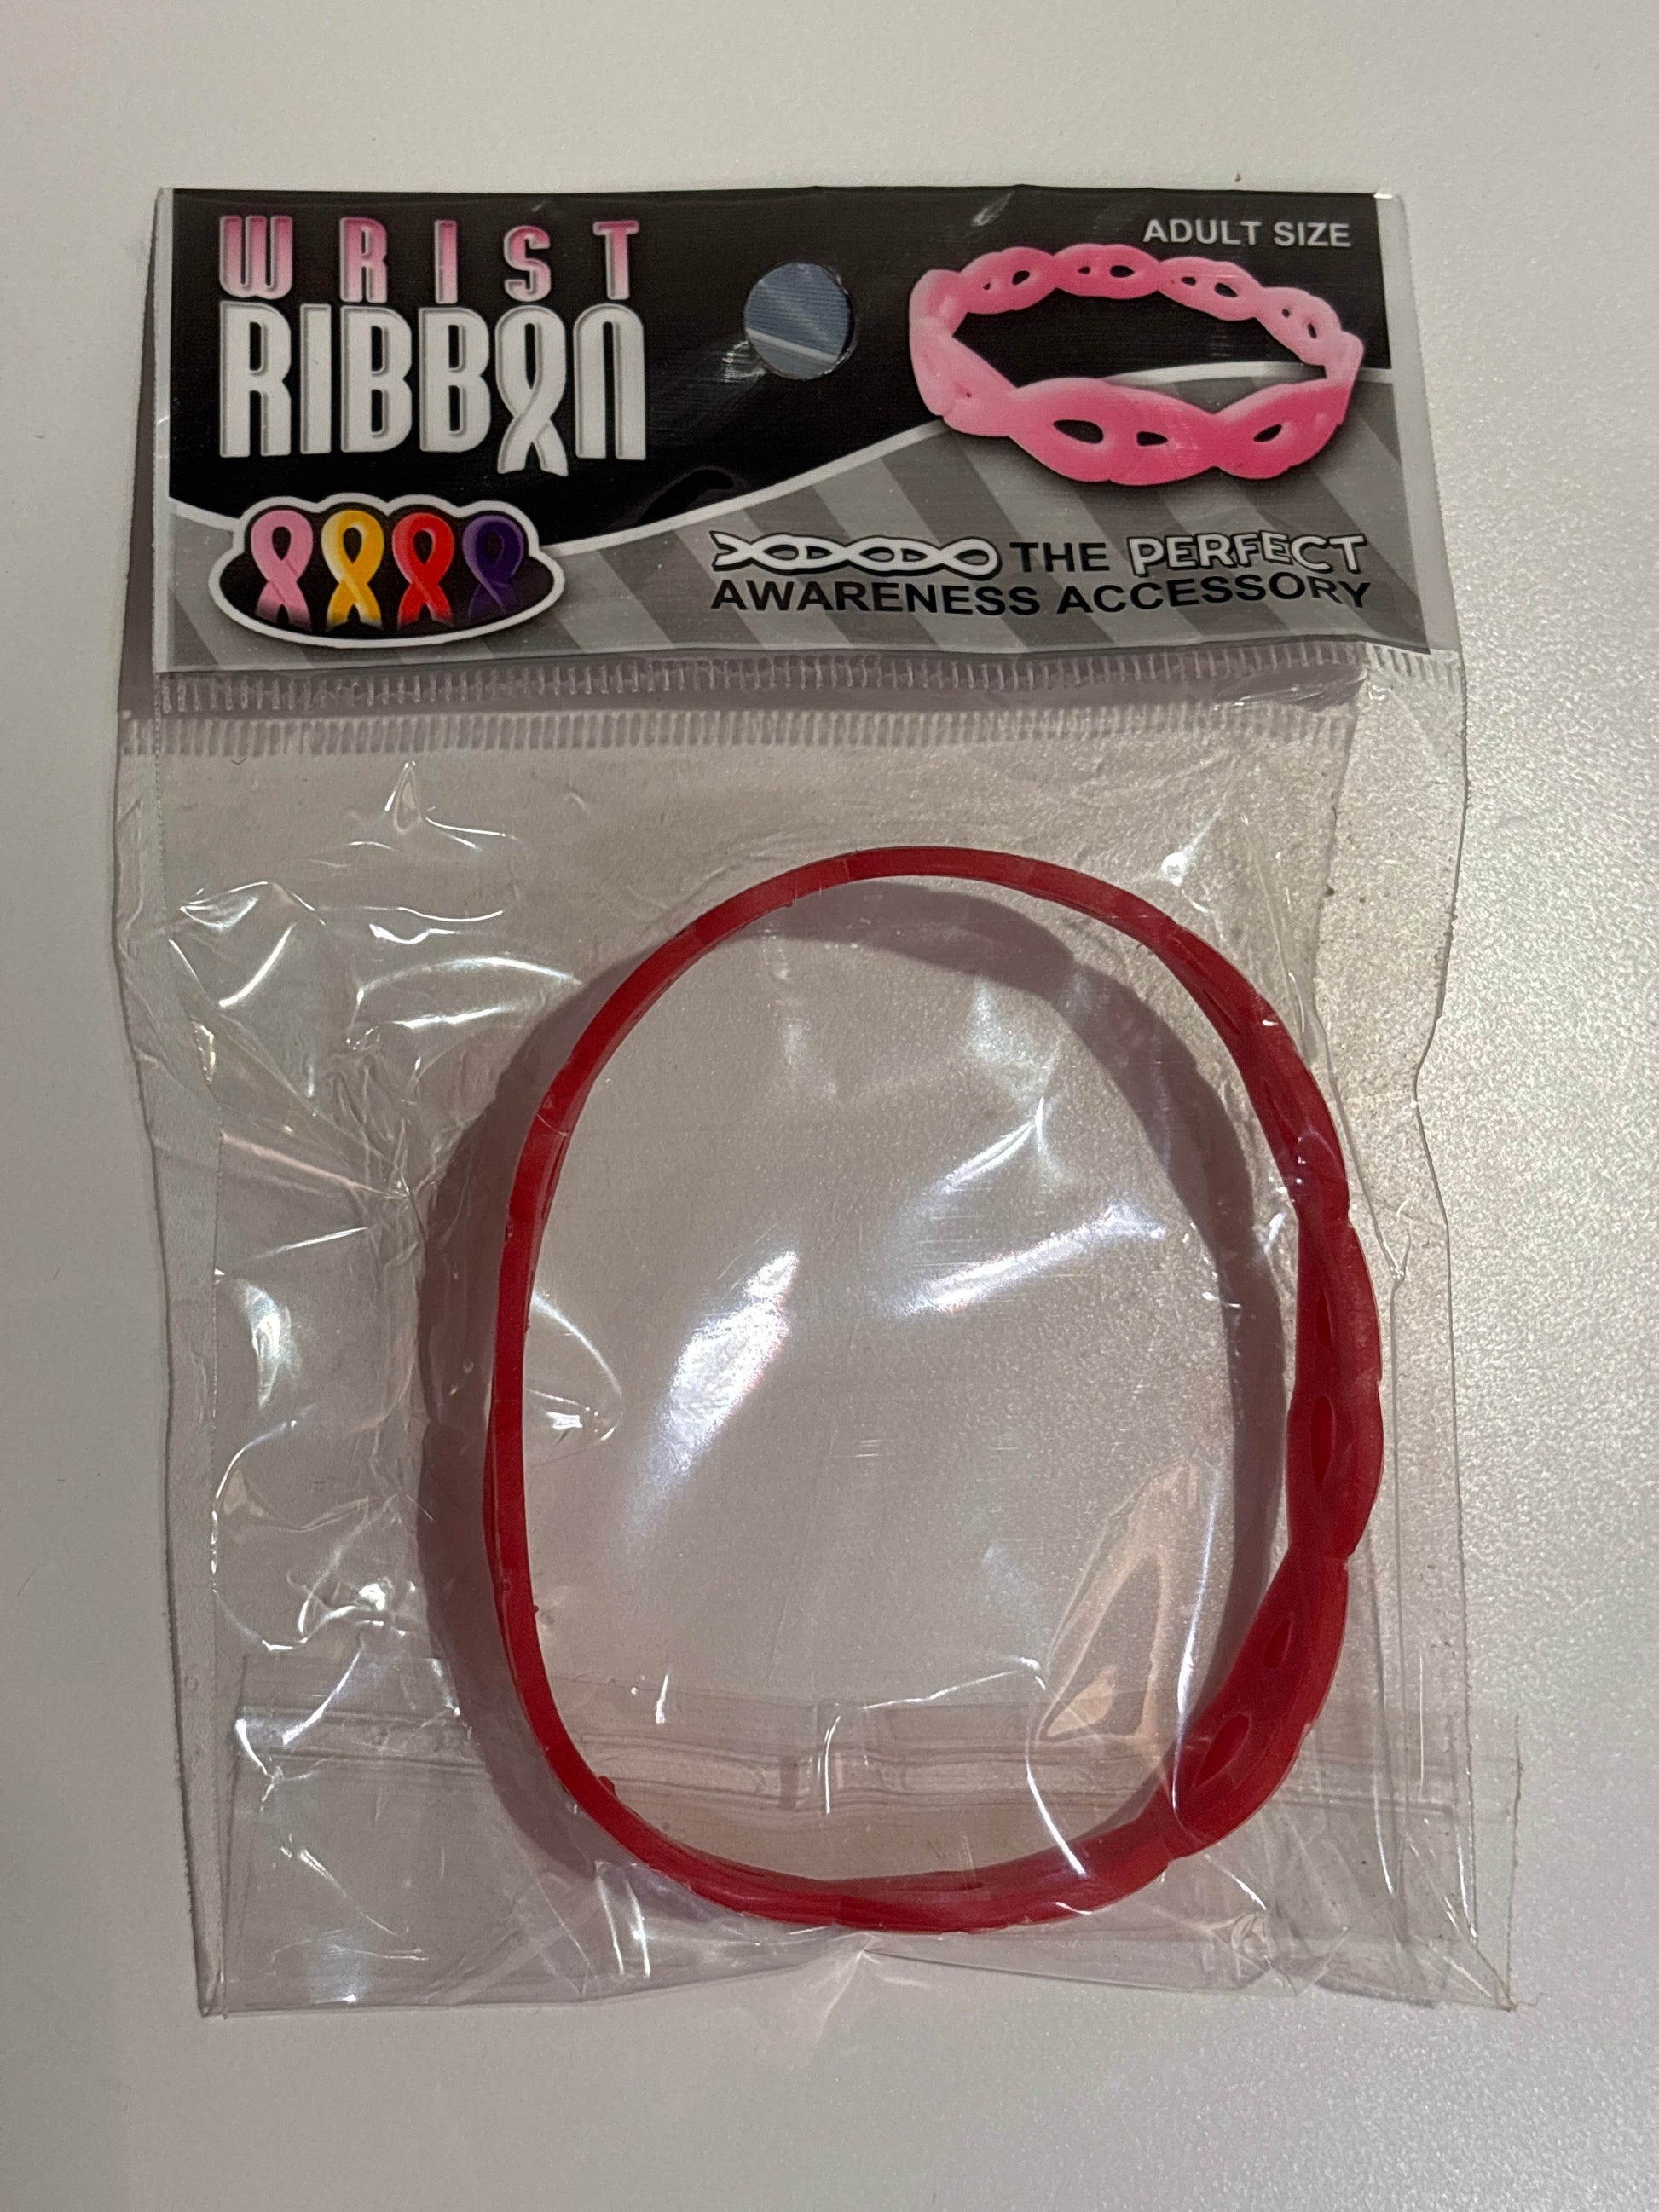 WRIST
RIBBON
ADULT SIZE
THE PERFECT
AWARENESS ACCESSORY